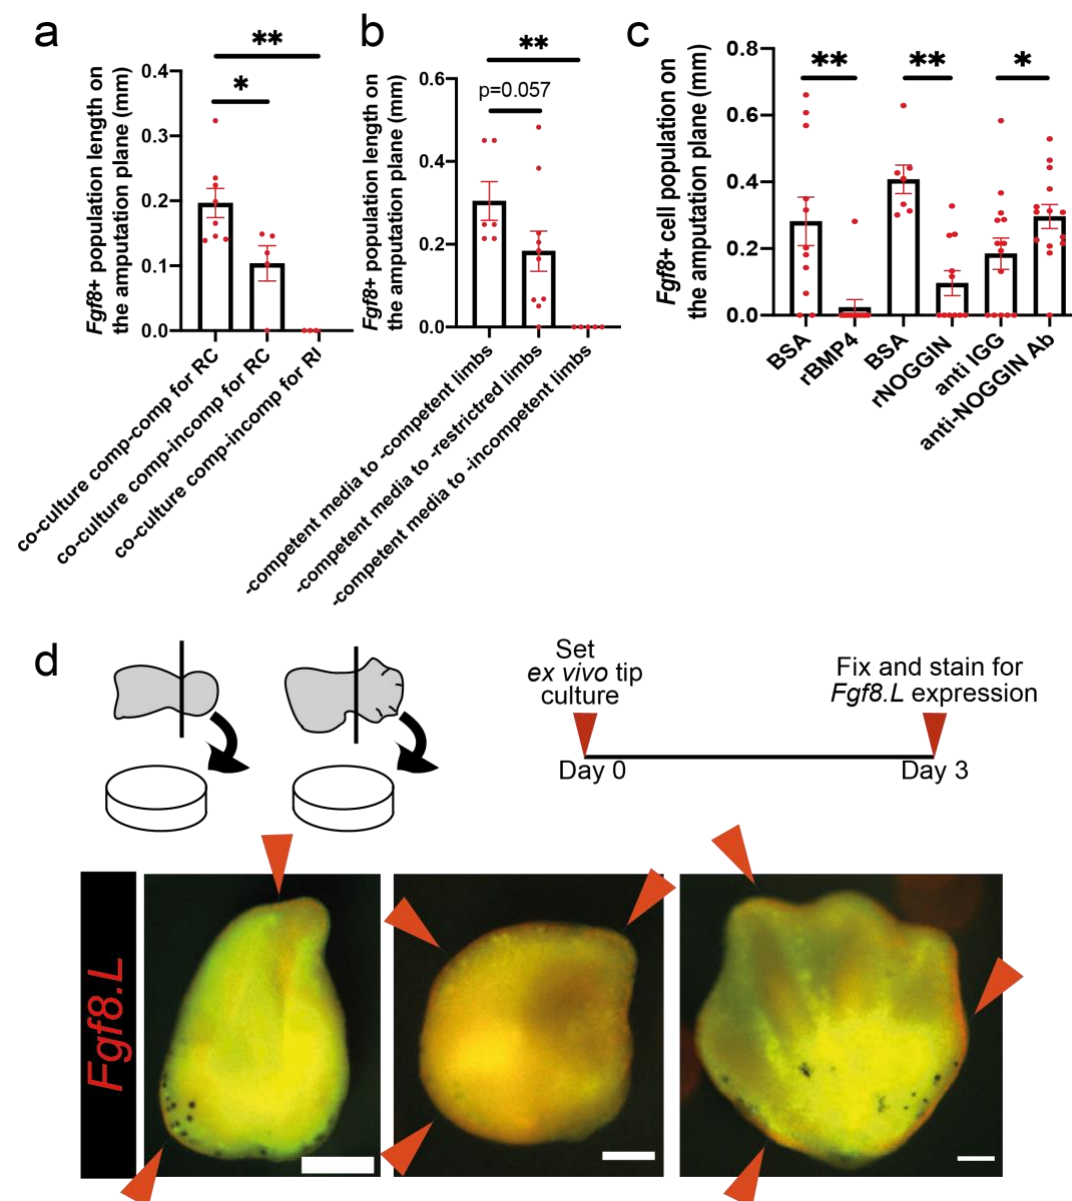 a
**
*
Fgf8+ population length on
the amputation plane (mm)
0.4
0.3
0.2
0.1
0.0
co-culture comp-comp for RC
co-culture comp-incomp for RC
co-culture comp-incomp for RI
b
**
p=0.057
Fgf8+ population length on
the amputation plane (mm)
0.6
0.4
0.2
0.0
-competent media to -competent limbs
-competent media to -restrictred limbs
-competent media to -incompetent limbs
c
**
**
*
Fgf8+ cell population on
the amputation plane (mm)
0.8
0.6
0.4
0.2
0.0
BSA
rBMP4
BSA
rNOGGIN
anti IGG
anti-NOGGIN Ab
d
Set
ex vivo tip
culture
Fix and stain for
Fgf8.L expression
Day 0
Day 3
Fgf8.L